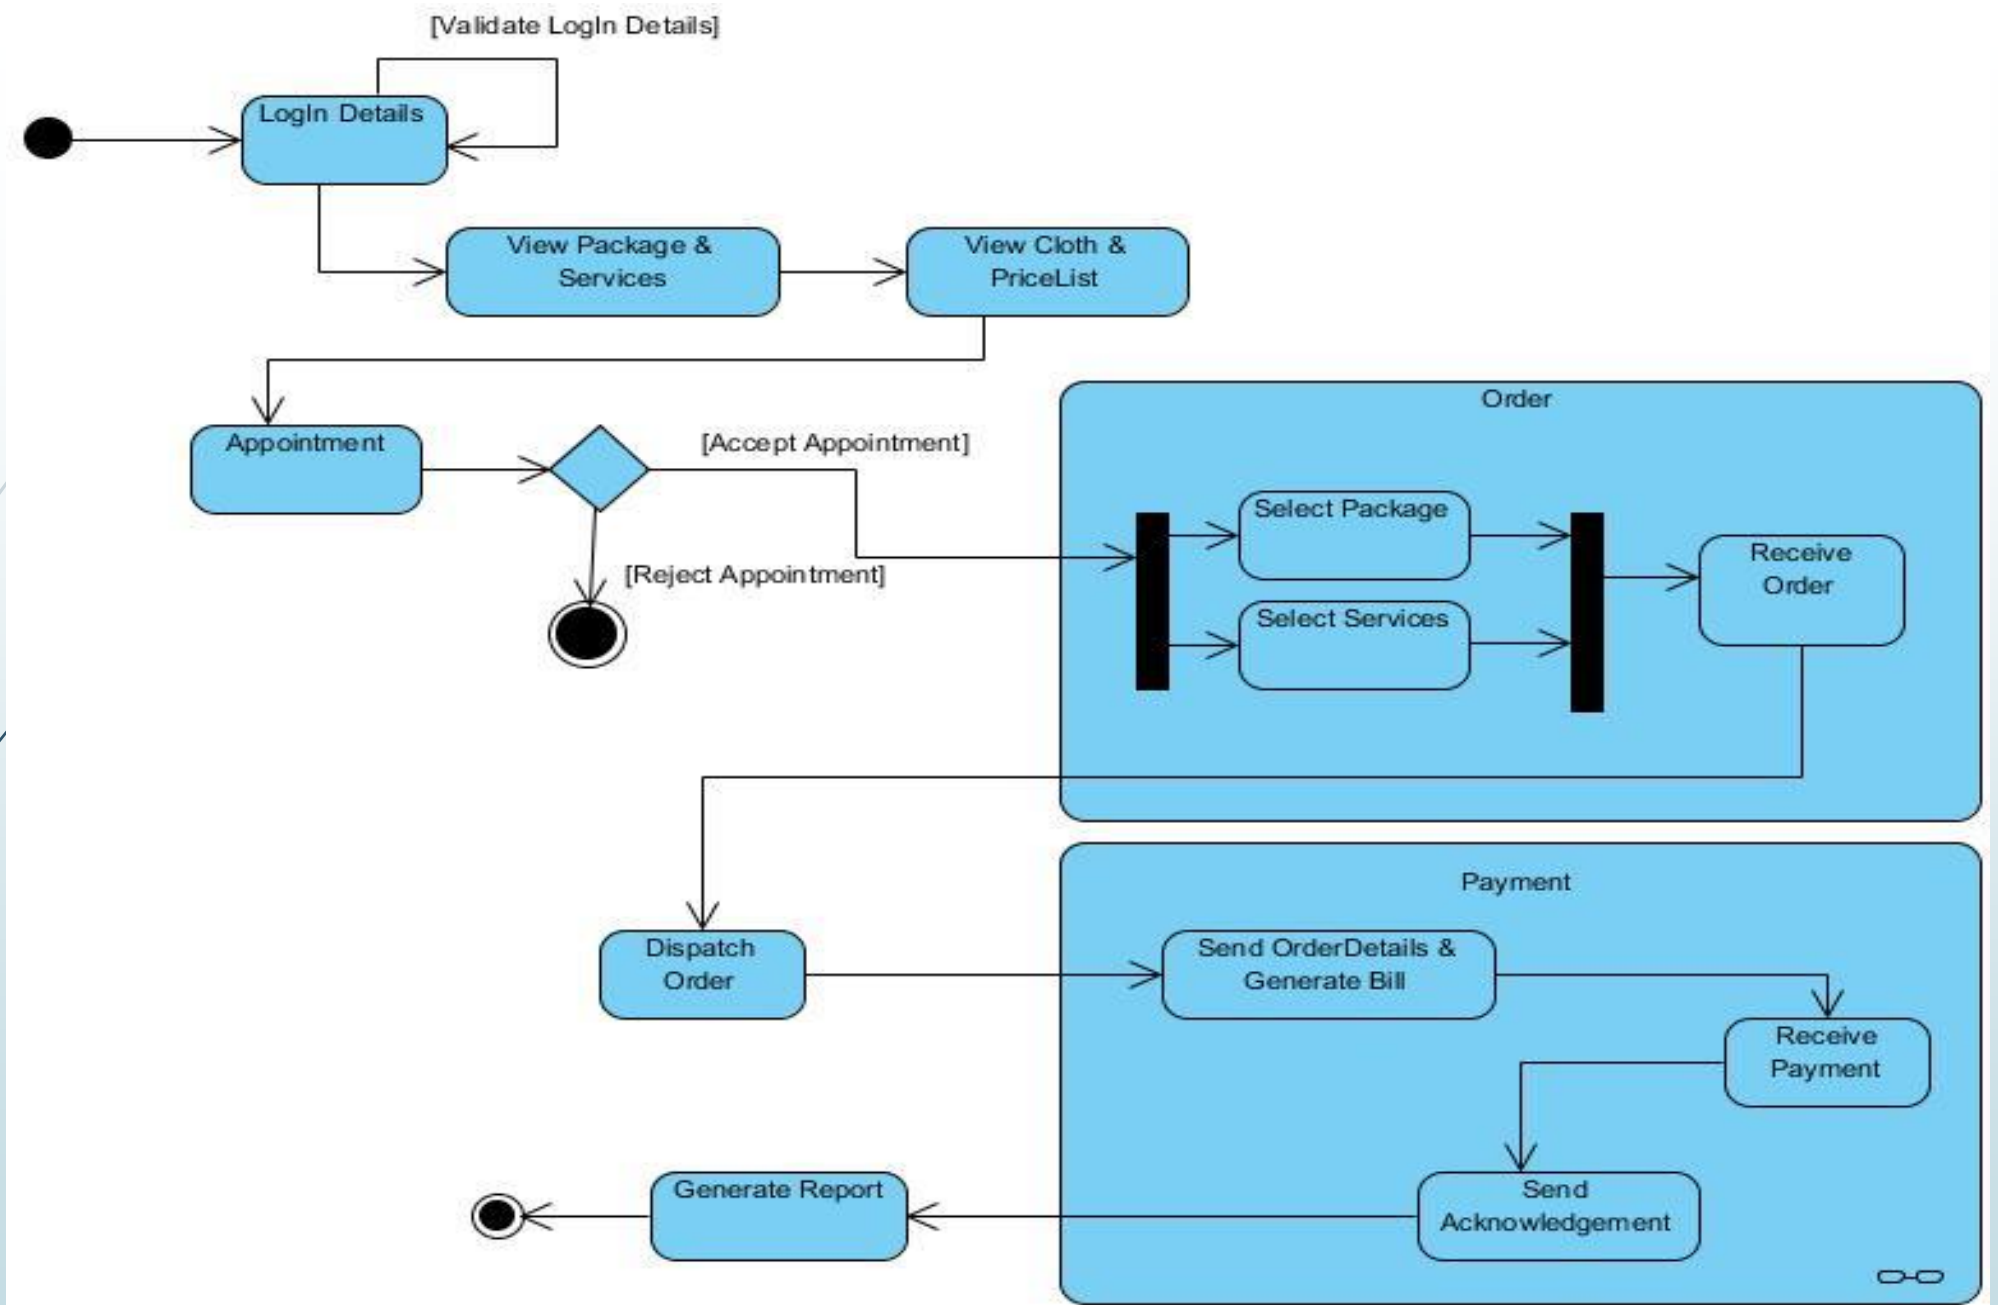 [Validate LogIn Details]
LogIn Details
View Package &
Services
View Cloth &
PriceList
Appointment
[Accept Appointment]
[Reject Appointment]
Order
Select Package
Select Services
Receive
Order
Dispatch
Order
Payment
Send OrderDetails &
Generate Bill
Receive
Payment
Send
Acknowledgement
Generate Report